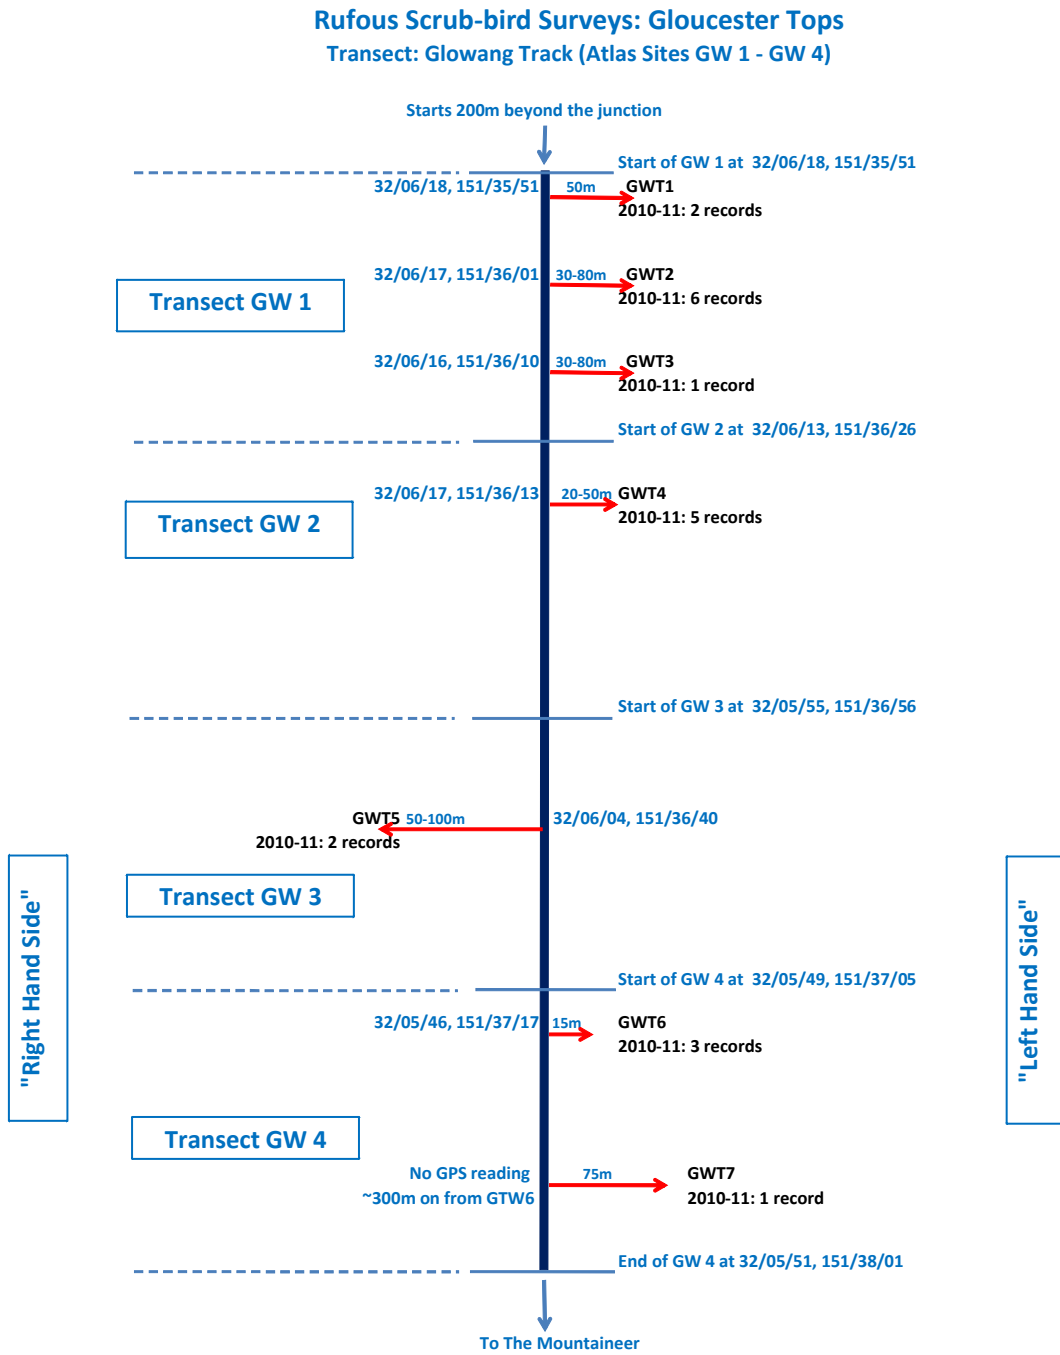 Rufous Scrub-bird Surveys: Gloucester Tops
Transect: Glowang Track (Atlas Sites GW 1 - GW 4)
Starts 200m beyond the junction
Start of GW 1 at  32/06/18, 151/35/51
32/06/18, 151/35/51
50m
GWT1
2010-11: 2 records
32/06/17, 151/36/01
30-80m
GWT2
2010-11: 6 records
Transect GW 1
32/06/16, 151/36/10
30-80m
GWT3
2010-11: 1 record
Start of GW 2 at  32/06/13, 151/36/26
32/06/17, 151/36/13
20-50m
GWT4
2010-11: 5 records
Transect GW 2
Start of GW 3 at  32/05/55, 151/36/56
GWT5
50-100m
32/06/04, 151/36/40
2010-11: 2 records
Transect GW 3
"Right Hand Side"
"Left Hand Side"
Start of GW 4 at  32/05/49, 151/37/05
32/05/46, 151/37/17
15m
GWT6
2010-11: 3 records
Transect GW 4
No GPS reading
~300m on from GTW6
75m
GWT7
2010-11: 1 record
End of GW 4 at 32/05/51, 151/38/01
To The Mountaineer